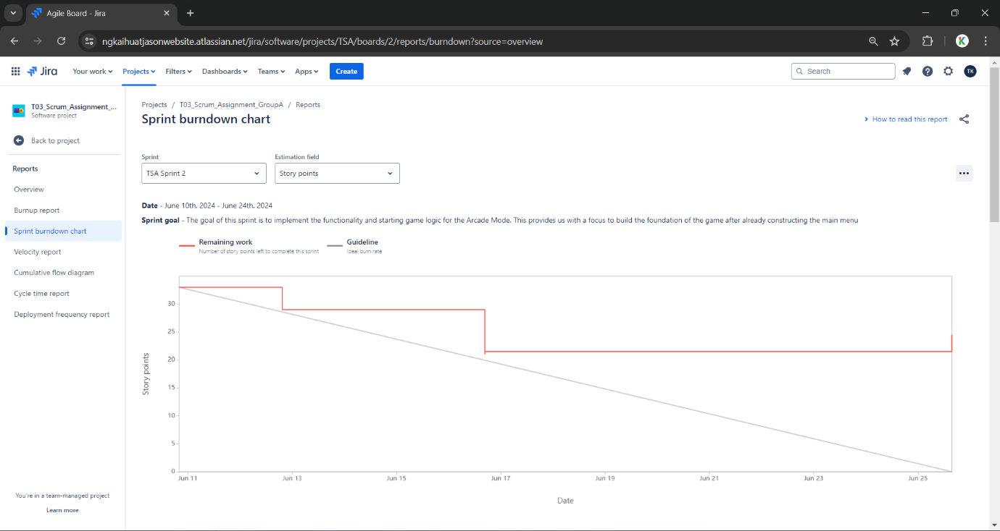 Agile Board - Jira
ngkaihuatjasonwebsite.atlassian.net/jira/software/projects/TSA/boards/2/reports/burndown?source=overview
K
Jira
Your work
Projects
Filters
Dashboards
Teams
Apps
Create
Search
TK
T03_Scrum_Assignment_...
Software project
Back to project
Reports
Overview
Burnup report
Sprint burndown chart
Velocity report
Cumulative flow diagram
Cycle time report
Deployment frequency report
You're in a team-managed project
Learn more
Projects / T03_Scrum_Assignment_GroupA / Reports
Sprint burndown chart
How to read this report
Sprint
TSA Sprint 2
Estimation field
Story points
Date - June 10th, 2024 - June 24th, 2024
Sprint goal - The goal of this sprint is to implement the functionality and starting game logic for the Arcade Mode. This provides us with a focus to build the foundation of the game after already constructing the main menu
Remaining work
Number of story points left to complete this sprint
Guideline
Ideal burn rate
Story points
30
25
20
15
10
5
0
Jun 11
Jun 13
Jun 15
Jun 17
Jun 19
Jun 21
Jun 23
Jun 25
Date